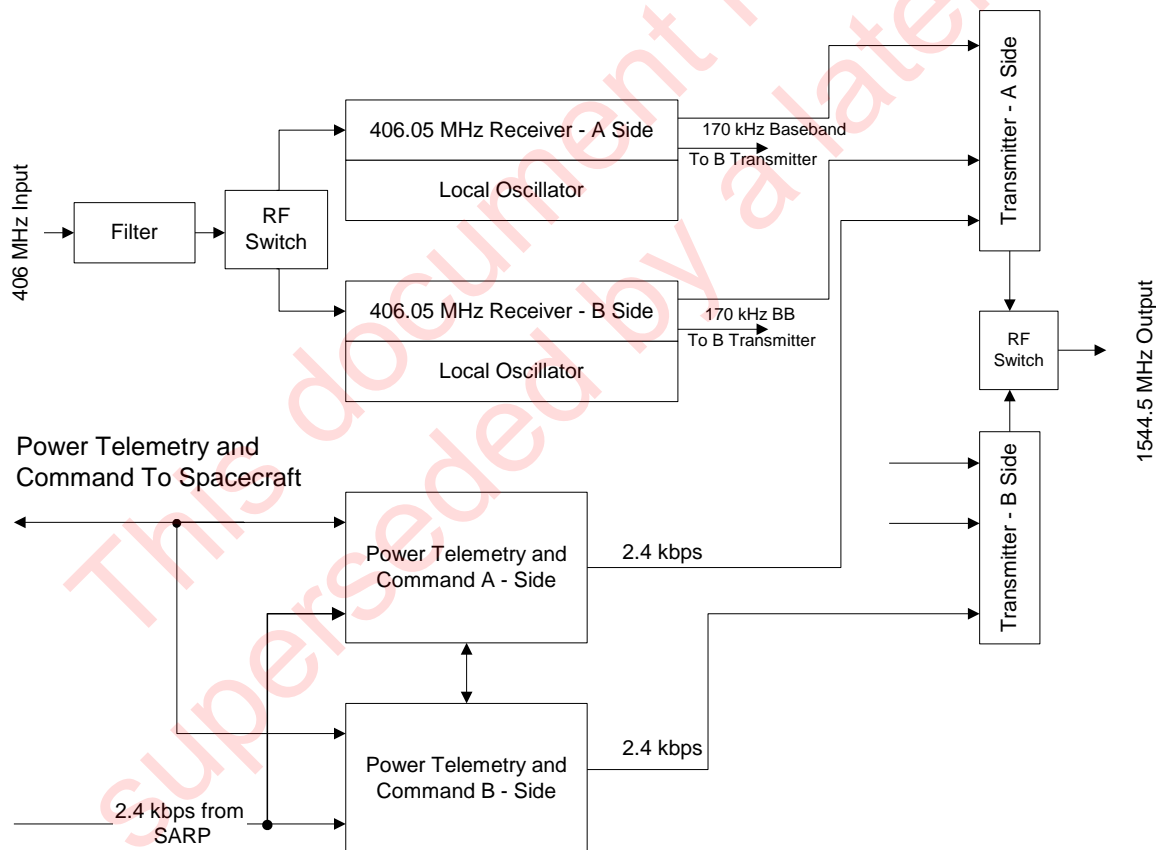 406 MHz Input
Filter
RF
Switch
406.05 MHz Receiver - A Side
Local Oscillator
170 kHz Baseband
To B Transmitter
406.05 MHz Receiver - B Side
Local Oscillator
170 kHz BB
To B Transmitter
Transmitter - A Side
RF
Switch
1544.5 MHz Output
Transmitter - B Side
Power Telemetry and
Command To Spacecraft
Power Telemetry and
Command A - Side
2.4 kbps
Power Telemetry and
Command B - Side
2.4 kbps
2.4 kbps from
SARP
This document
superseded by a late